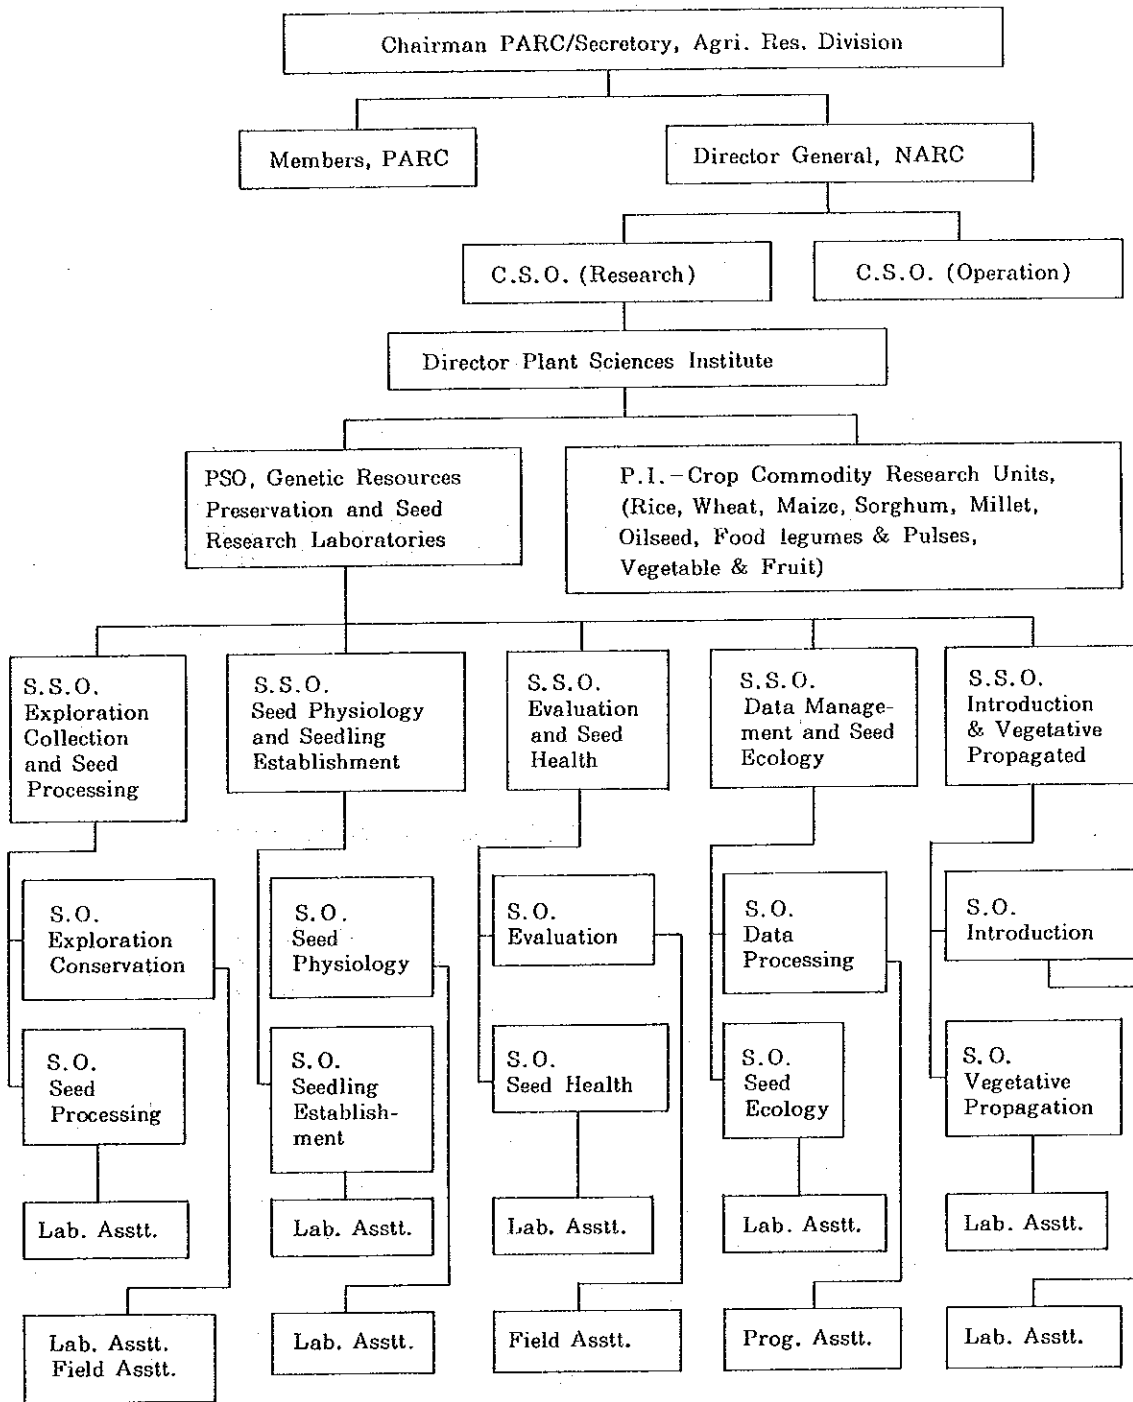 Chairman PARC/Secretory, Agri. Res. Division
Members, PARC
Director General, NARC
C.S.O. (Research)
C.S.O. (Operation)
Director Plant Sciences Institute
PSO, Genetic Resources
Preservation and Seed
Research Laboratories
P.I.-Crop Commodity Research Units,
(Rice, Wheat, Maize, Sorghum, Millet,
Oilseed, Food legumes & Pulses,
Vegetable & Fruit)
S.S.O.
Exploration
Collection
and Seed
Processing
S.S.O.
Seed Physiology
and Seedling
Establishment
S.S.O.
Evaluation
and Seed
Health
S.S.O.
Data Manage-
ment and Seed
Ecology
S.S.O.
Introduction
& Vegetative
Propagated
S.O.
Exploration
Conservation
S.O.
Seed
Physiology
S.O.
Evaluation
S.O.
Data
Processing
S.O.
Introduction
S.O.
Seed
Processing
S.O.
Seedling
Establish-
ment
S.O.
Seed Health
S.O.
Seed
Ecology
S.O.
Vegetative
Propagation
Lab. Asstt.
Lab. Asstt.
Lab. Asstt.
Lab. Asstt.
Lab. Asstt.
Lab. Asstt.
Field Asstt.
Lab. Asstt.
Field Asstt.
Prog. Asstt.
Lab. Asstt.